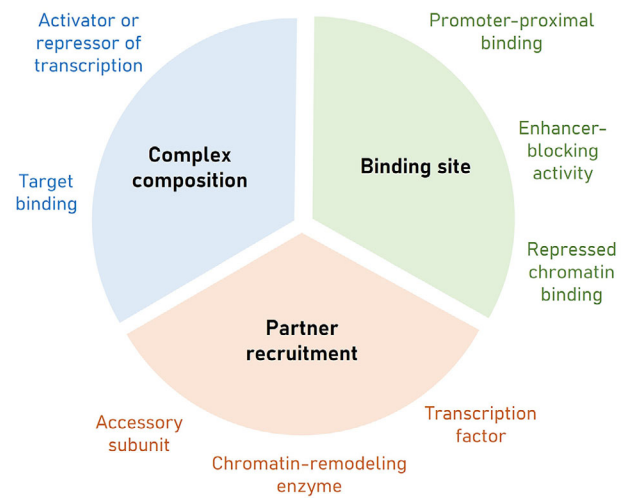 Activator or
repressor of
transcription
Promoter-proximal
binding
Complex
composition
Binding site
Enhancer-
blocking
activity
Target
binding
Repressed
chromatin
binding
Partner
recruitment
Accessory
subunit
Chromatin-remodeling
enzyme
Transcription
factor